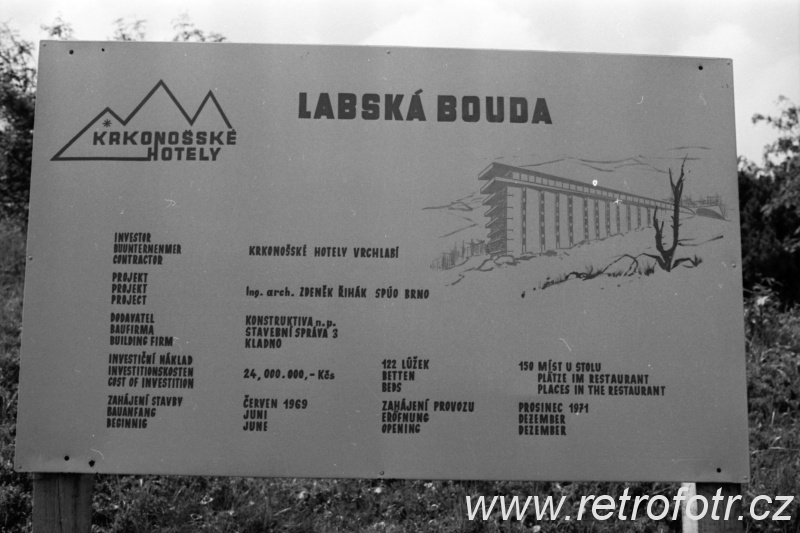 KRKONOŠSKÉ
HOTELY
LABSKÁ BOUDA
INVESTOR
BUUNTERNENMER
CONTRACTOR
KRKONOŠSKÉ HOTELY VRCHLABÍ
PROJEKT
PROJEKT
PROJECT
Ing. arch. ZDENĚK ŘIHÁK SPÚO BRNO
DODAVATEL
BAUFIRMA
BUILDING FIRM
KONSTRUKTIVA n.p.
STAVEBNÍ SPRÁVA 3
KLADNO
INVESTIČNÍ NÁKLAD
INVESTITIONSKOSTEN
COST OF INVESTITION
24,000.000,- Kčs
122 LŮŽEK
BETTEN
BEDS
150 MÍST U STOLU
PLÄTZE IM RESTAURANT
PLACES IN THE RESTAURANT
ZAHÁJENÍ STAVBY
BAUANFANG
BEGINNIG
ČERVEN 1969
JUNI
JUNE
ZAHÁJENÍ PROVOZU
ERÖFNUNG
OPENING
PROSINEC 1971
DEZEMBER
DEZEMBER
www.retrofotr.cz